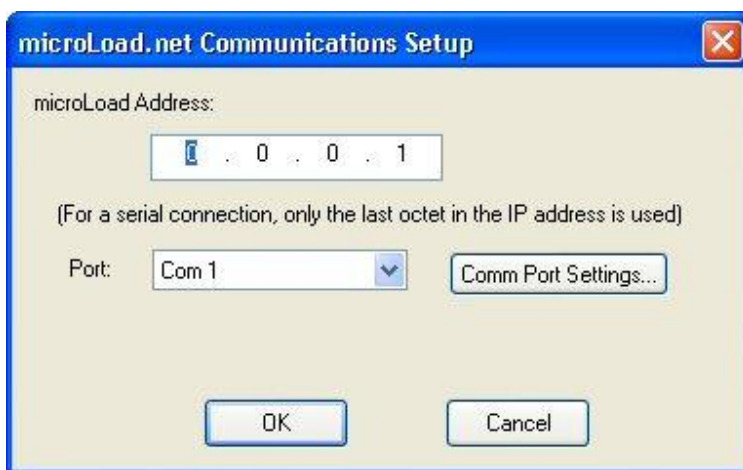 microLoad.net Communications Setup
microLoad Address:
0 . 0 . 0 . 1
(For a serial connection, only the last octet in the IP address is used)
Port: Com 1 Comm Port Settings...
OK Cancel